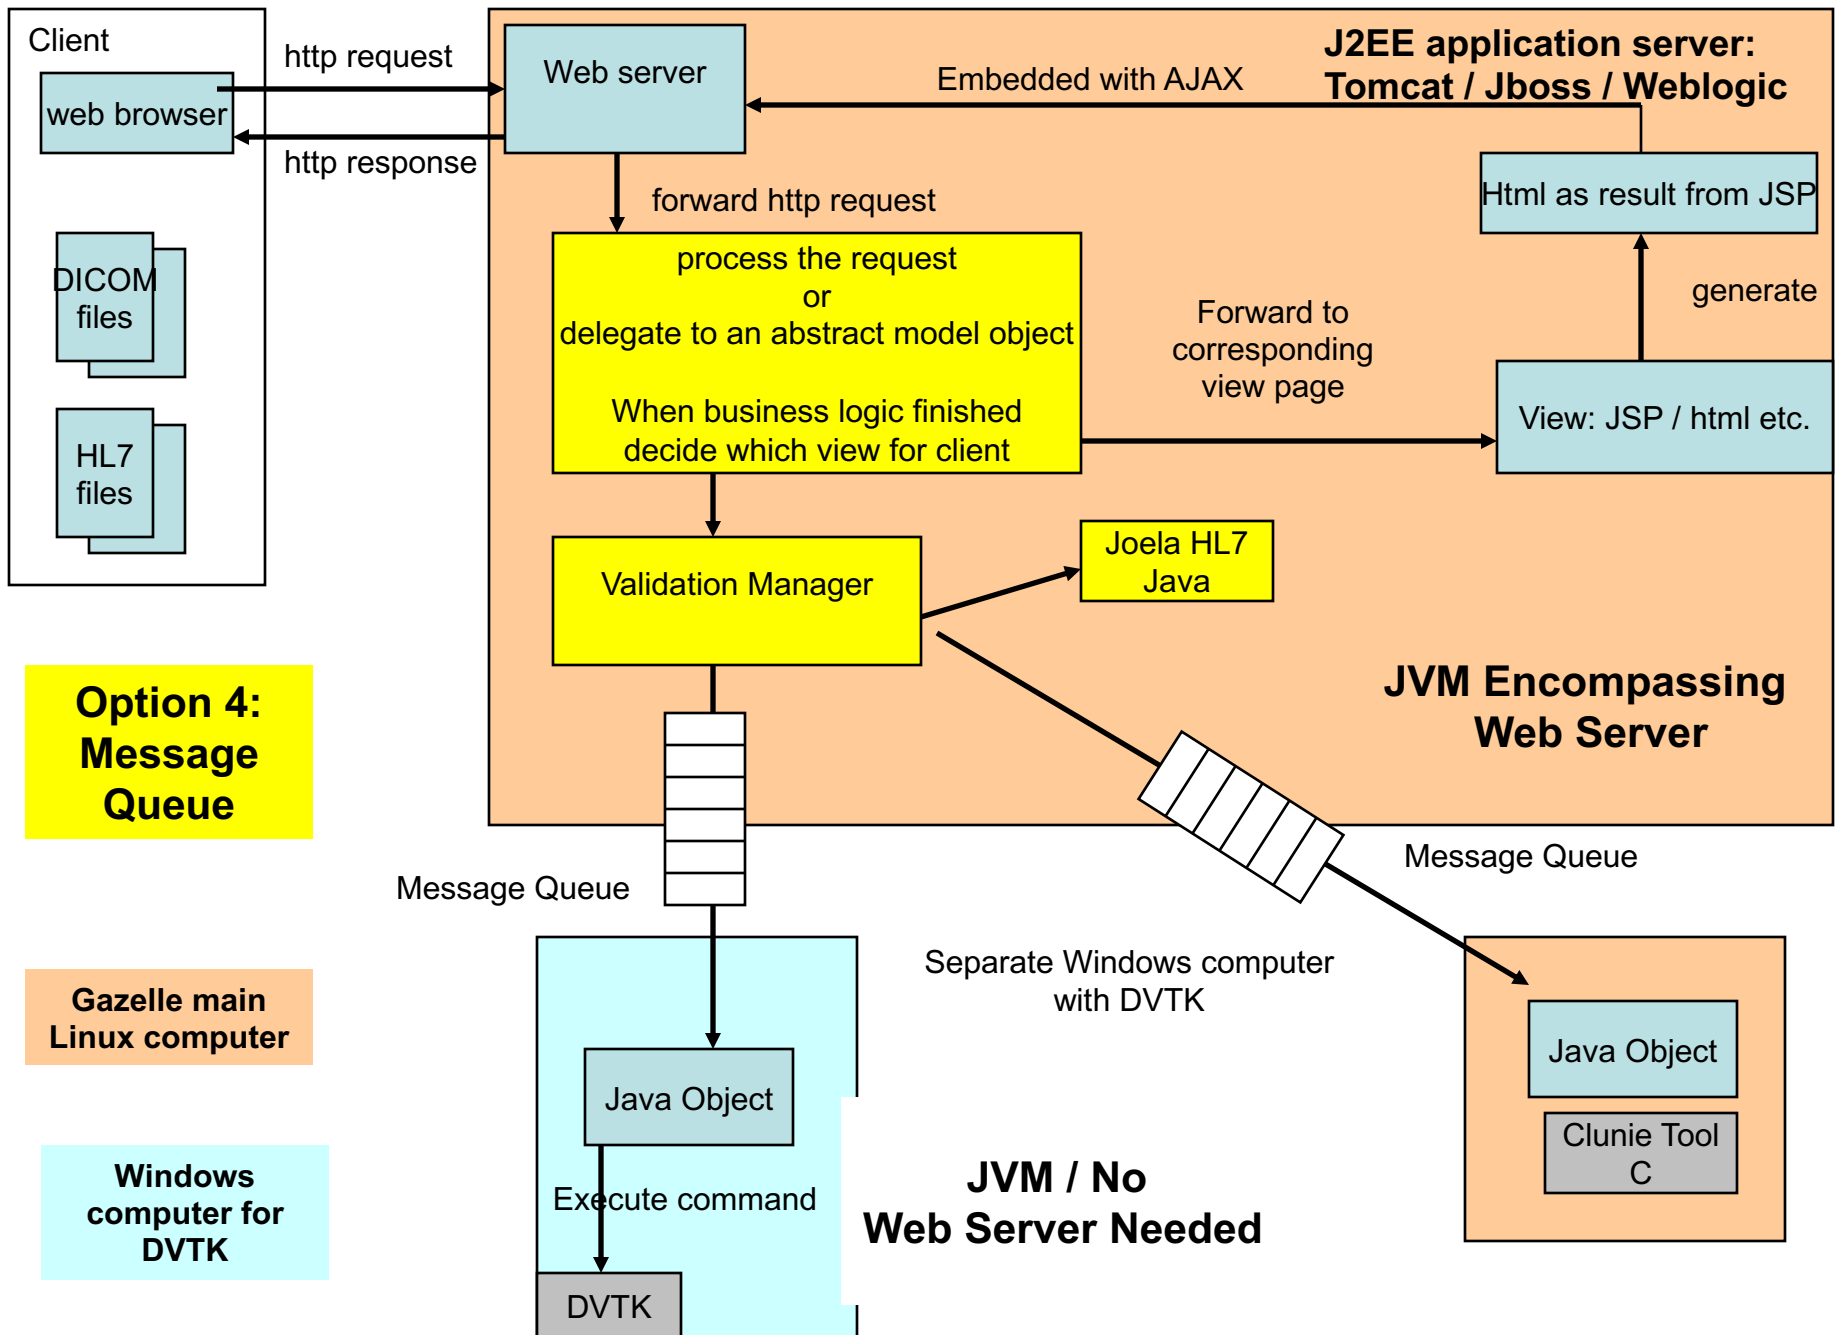 Client
web browser
http request
http response
DICOM
files
HL7
files
Web server
Embedded with AJAX
J2EE application server:
Tomcat / Jboss / Weblogic
Html as result from JSP
forward http request
process the request
or
delegate to an abstract model object
When business logic finished
decide which view for client
Forward to
corresponding
view page
generate
View: JSP / html etc.
Validation Manager
Joela HL7
Java
JVM Encompassing
Web Server
Option 4:
Message
Queue
Message Queue
Message Queue
Separate Windows computer
with DVTK
Gazelle main
Linux computer
Windows
computer for
DVTK
Java Object
Execute command
DVTK
JVM / No
Web Server Needed
Java Object
Clunie Tool
C